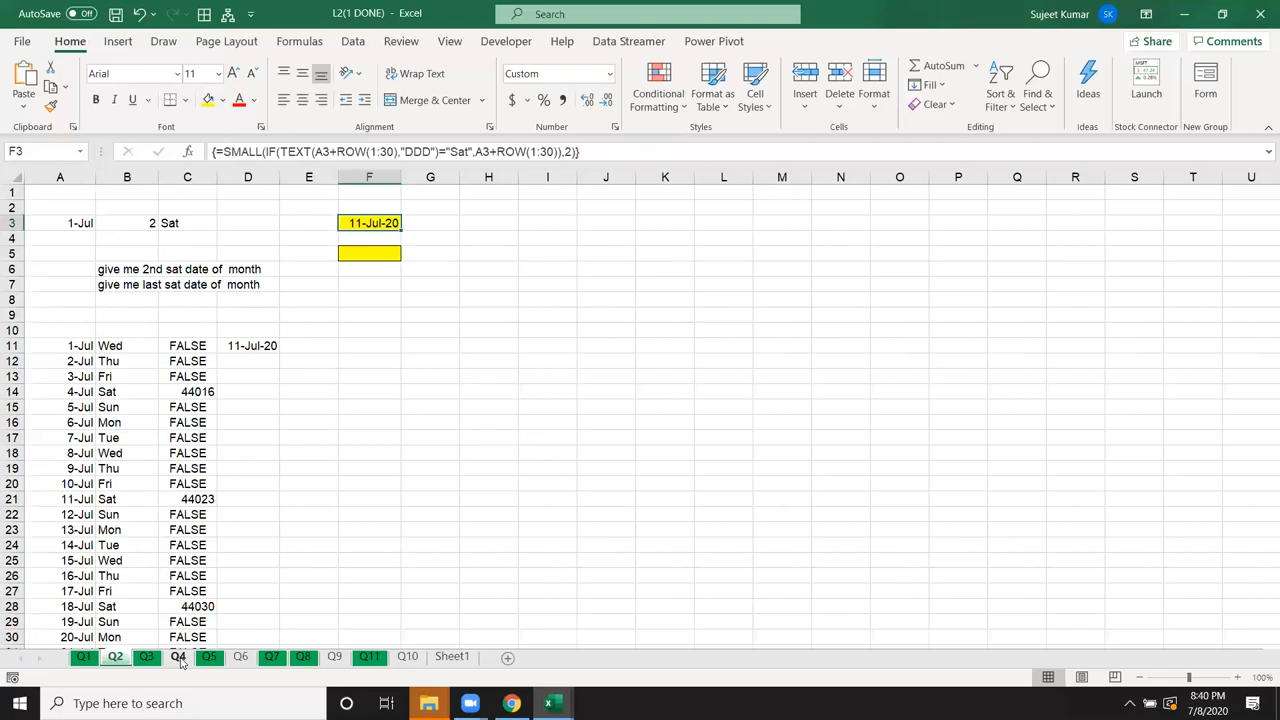 AutoSave Off L2(1 DONE) - Excel Search Sujeet Kumar SK
File Home Insert Draw Page Layout Formulas Data Review View Developer Help Data Streamer Power Pivot Share Comments
Paste Arial 11 Wrap Text Custom Conditional Formatting Format as Table Cell Styles Insert Delete Format AutoSum Fill Clear Sort & Filter Find & Select Ideas Launch Form
B I U Merge & Center $ %
Clipboard Font Alignment Number Styles Cells Editing Ideas Stock Connector New Group
F3 fx {=SMALL(IF(TEXT(A3+ROW(1:30),"DDD")="Sat",A3+ROW(1:30)),2)}
A B C D E F G H I J K L M N O P Q R S T U
1
2
3 1-Jul 2 Sat 11-Jul-20
4
5
6 give me 2nd sat date of month
7 give me last sat date of month
8
9
10
11 1-Jul Wed FALSE 11-Jul-20
12 2-Jul Thu FALSE
13 3-Jul Fri FALSE
14 4-Jul Sat 44016
15 5-Jul Sun FALSE
16 6-Jul Mon FALSE
17 7-Jul Tue FALSE
18 8-Jul Wed FALSE
19 9-Jul Thu FALSE
20 10-Jul Fri FALSE
21 11-Jul Sat 44023
22 12-Jul Sun FALSE
23 13-Jul Mon FALSE
24 14-Jul Tue FALSE
25 15-Jul Wed FALSE
26 16-Jul Thu FALSE
27 17-Jul Fri FALSE
28 18-Jul Sat 44030
29 19-Jul Sun FALSE
30 20-Jul Mon FALSE
Q1 Q2 Q3 Q4 Q5 Q6 Q7 Q8 Q9 Q11 Q10 Sheet1
100%
Type here to search 8:40 PM
7/8/2020